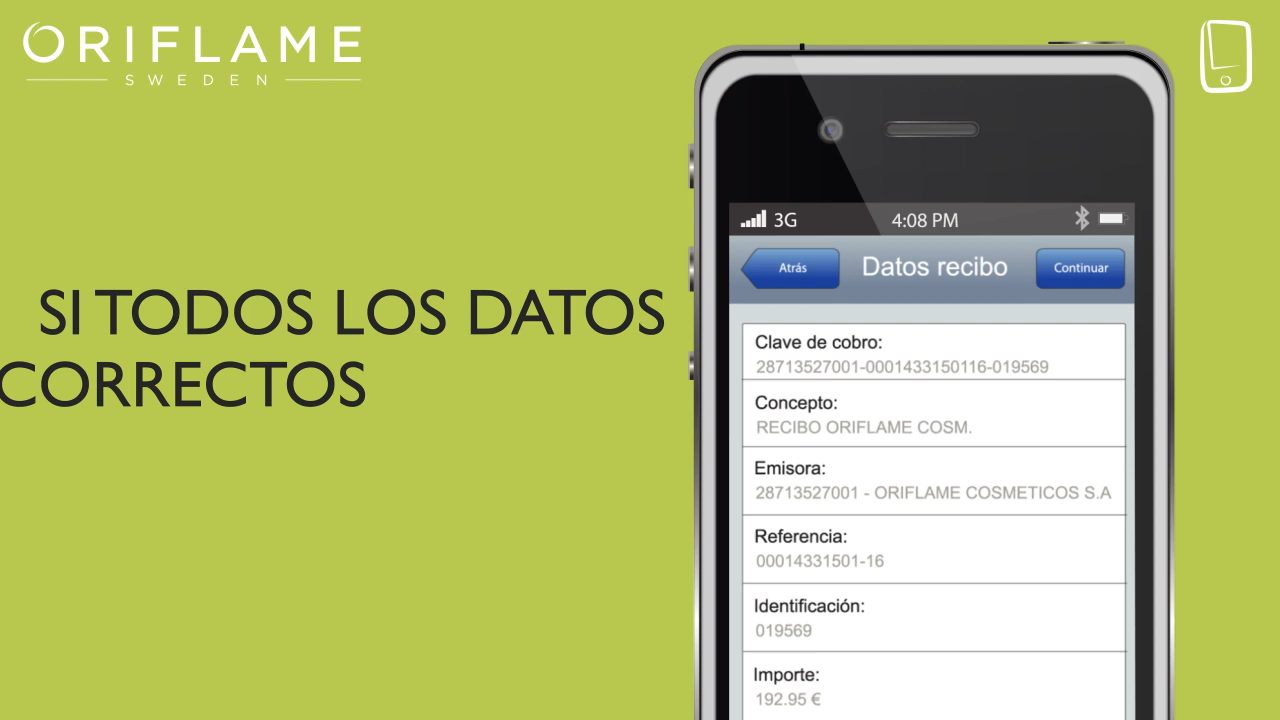 ORIFLAME
SWEDEN
SI TODOS LOS DATOS
CORRECTOS
3G 4:08 PM
Atrás Datos recibo Continuar
Clave de cobro:
28713527001-0001433150116-019569
Concepto:
RECIBO ORIFLAME COSM.
Emisora:
28713527001 - ORIFLAME COSMETICOS S.A
Referencia:
00014331501-16
Identificación:
019569
Importe:
192.95 €